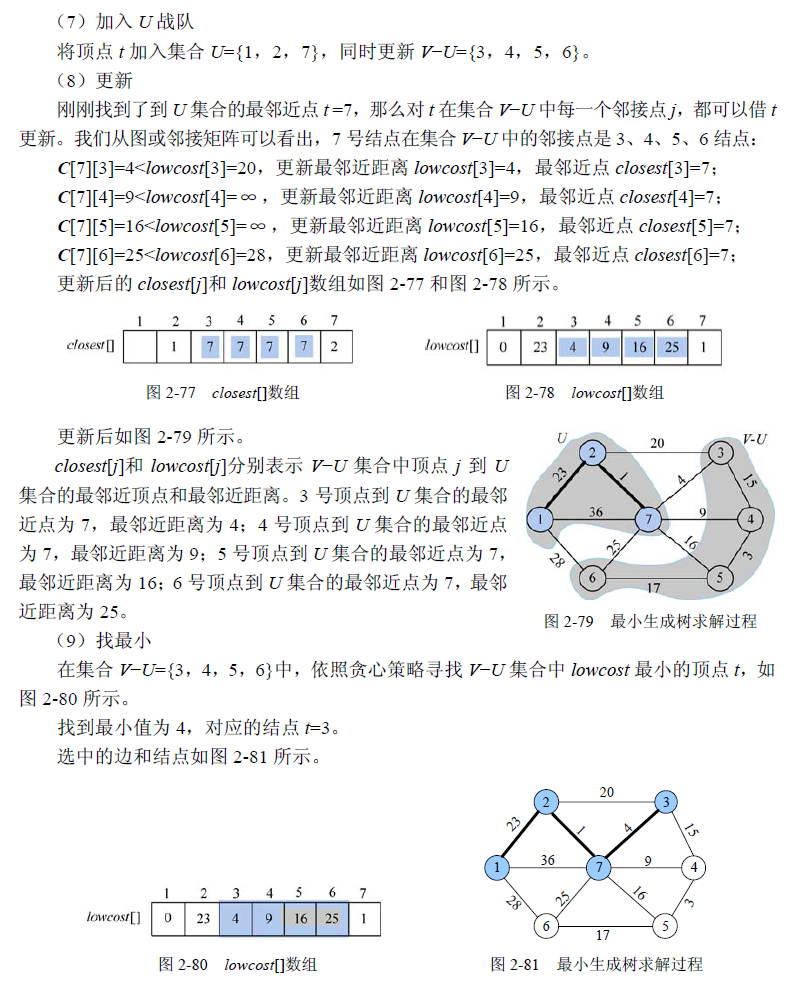 （7）加入 U 战队
将顶点 t 加入集合 U={1，2，7}，同时更新 V−U={3，4，5，6}。
（8）更新
刚刚找到了到 U 集合的最邻近点 t =7，那么对 t 在集合 V−U 中每一个邻接点 j，都可以借 t
更新。我们从图或邻接矩阵可以看出，7 号结点在集合 V−U 中的邻接点是 3、4、5、6 结点：
C[7][3]=4<lowcost[3]=20，更新最邻近距离 lowcost[3]=4，最邻近点 closest[3]=7；
C[7][4]=9<lowcost[4]=∞，更新最邻近距离 lowcost[4]=9，最邻近点 closest[4]=7；
C[7][5]=16<lowcost[5]=∞，更新最邻近距离 lowcost[5]=16，最邻近点 closest[5]=7；
C[7][6]=25<lowcost[6]=28，更新最邻近距离 lowcost[6]=25，最邻近点 closest[6]=7；
更新后的 closest[j]和 lowcost[j]数组如图 2-77 和图 2-78 所示。
1 2 3 4 5 6 7
closest[] 1 7 7 7 7 2
图 2-77 closest[]数组
1 2 3 4 5 6 7
lowcost[] 0 23 4 9 16 25 1
图 2-78 lowcost[]数组
更新后如图 2-79 所示。
closest[j]和 lowcost[j]分别表示 V−U 集合中顶点 j 到 U
集合的最邻近顶点和最邻近距离。3 号顶点到 U 集合的最邻
近点为 7，最邻近距离为 4；4 号顶点到 U 集合的最邻近点
为 7，最邻近距离为 9；5 号顶点到 U 集合的最邻近点为 7，
最邻近距离为 16；6 号顶点到 U 集合的最邻近点为 7，最邻
近距离为 25。
U 20 V-U
2 3
23 1 4 15
1 36 7 9 4
28 25 16 3
6 17 5
图 2-79 最小生成树求解过程
（9）找最小
在集合 V−U={3，4，5，6}中，依照贪心策略寻找 V−U 集合中 lowcost 最小的顶点 t，如
图 2-80 所示。
找到最小值为 4，对应的结点 t=3。
选中的边和结点如图 2-81 所示。
1 2 3 4 5 6 7
lowcost[] 0 23 4 9 16 25 1
图 2-80 lowcost[]数组
2 20 3
23 1 4 15
1 36 7 9 4
28 25 16 3
6 17 5
图 2-81 最小生成树求解过程